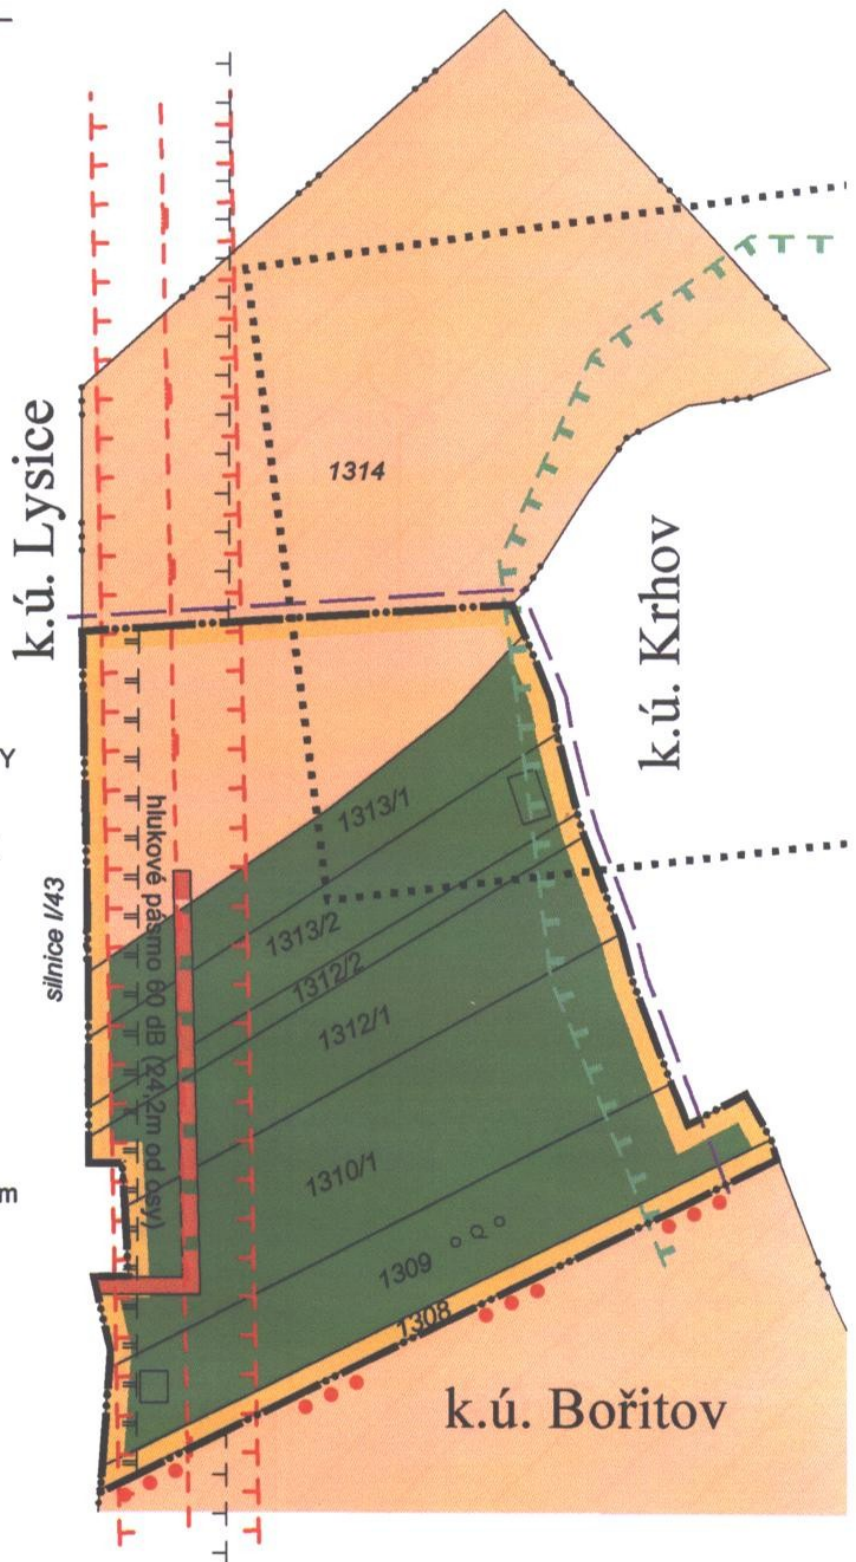 k.ú. Lysice
1314
k.ú. Krhov
Y
hlukové pásmo 60 dB (24,2m od osy)
1313/1
silnice I/43
1313/2
1312/2
1312/1
m
1310/1
1309
1308
k.ú. Bořitov